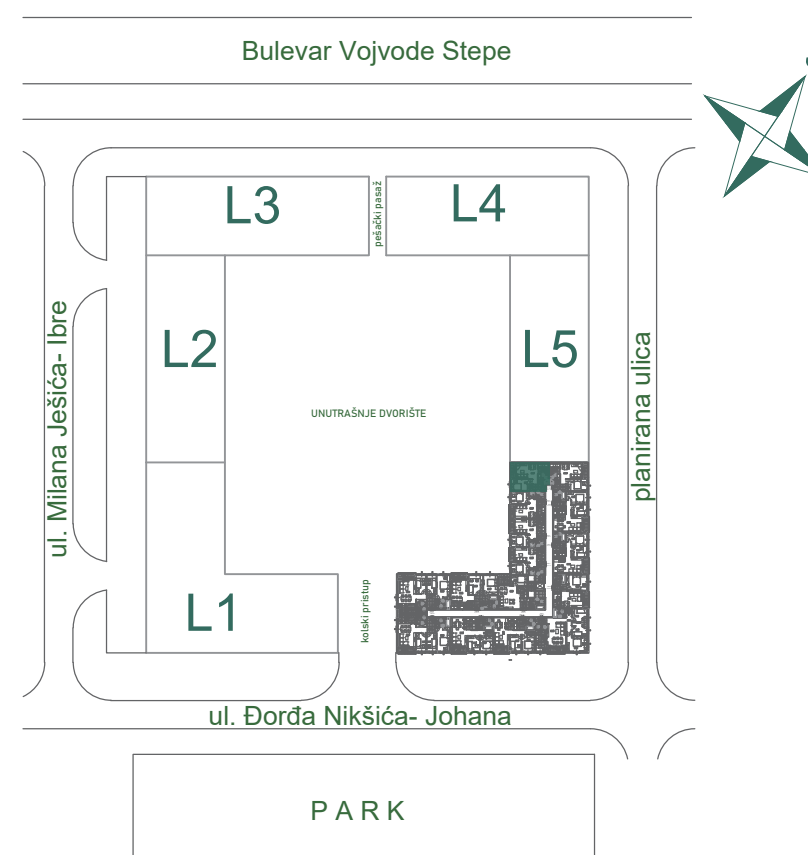 Bulevar Vojvode Stepe
L3
pešački pasaž
L4
L2
L5
ul. Milana Ješića- Ibre
UNUTRAŠNJE DVORIŠTE
planirana ulica
L1
kolski pristup
ul. Đorđa Nikšića- Johana
PARK